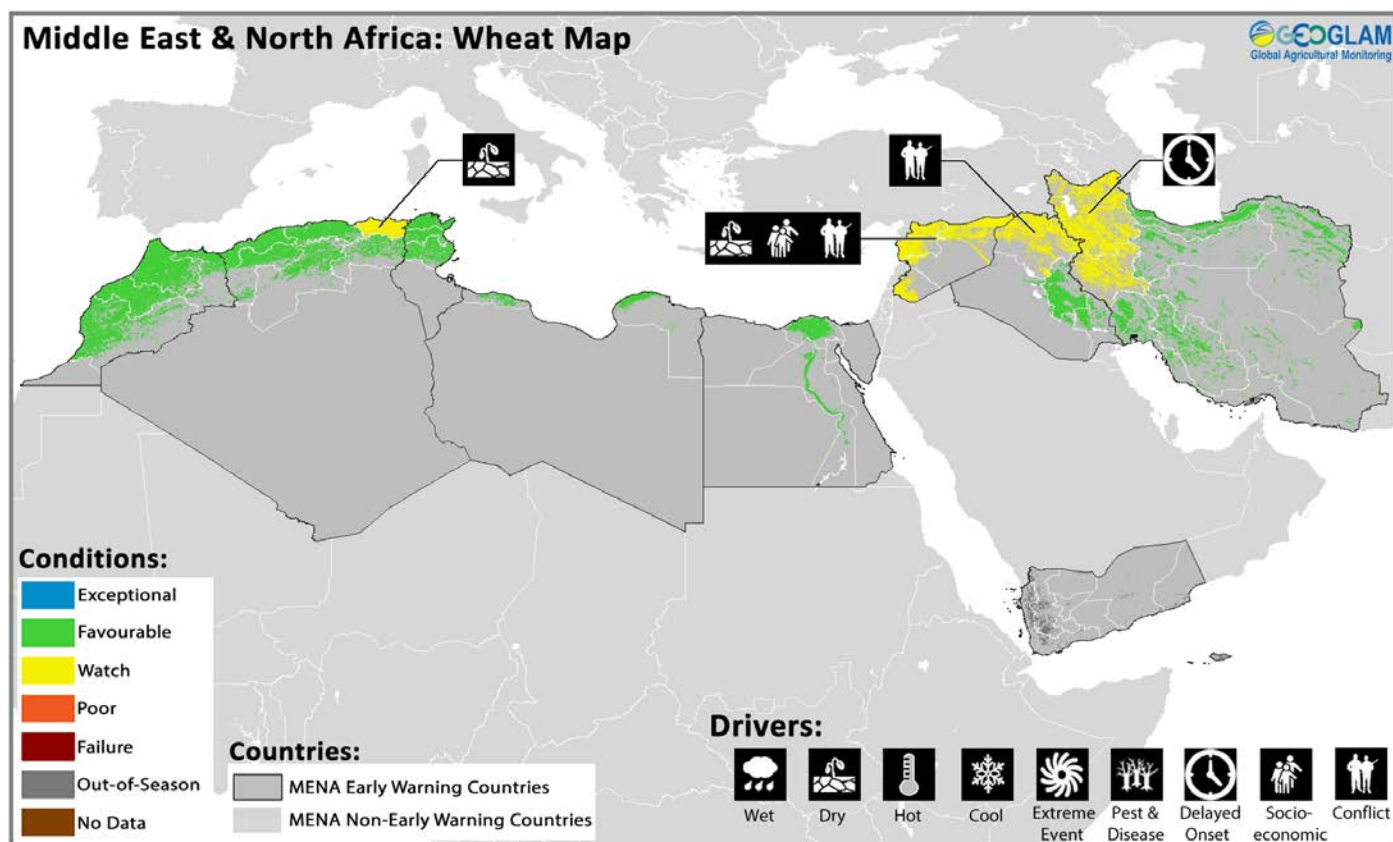 Middle East & North Africa: Wheat Map
GEOGLAM
Global Agricultural Monitoring
Conditions:
Exceptional
Favourable
Watch
Poor
Failure
Out-of-Season
No Data
Countries:
MENA Early Warning Countries
MENA Non-Early Warning Countries
Drivers:
Wet
Dry
Hot
Cool
Extreme
Event
Pest &
Disease
Delayed
Onset
Socio-
economic
Conflict